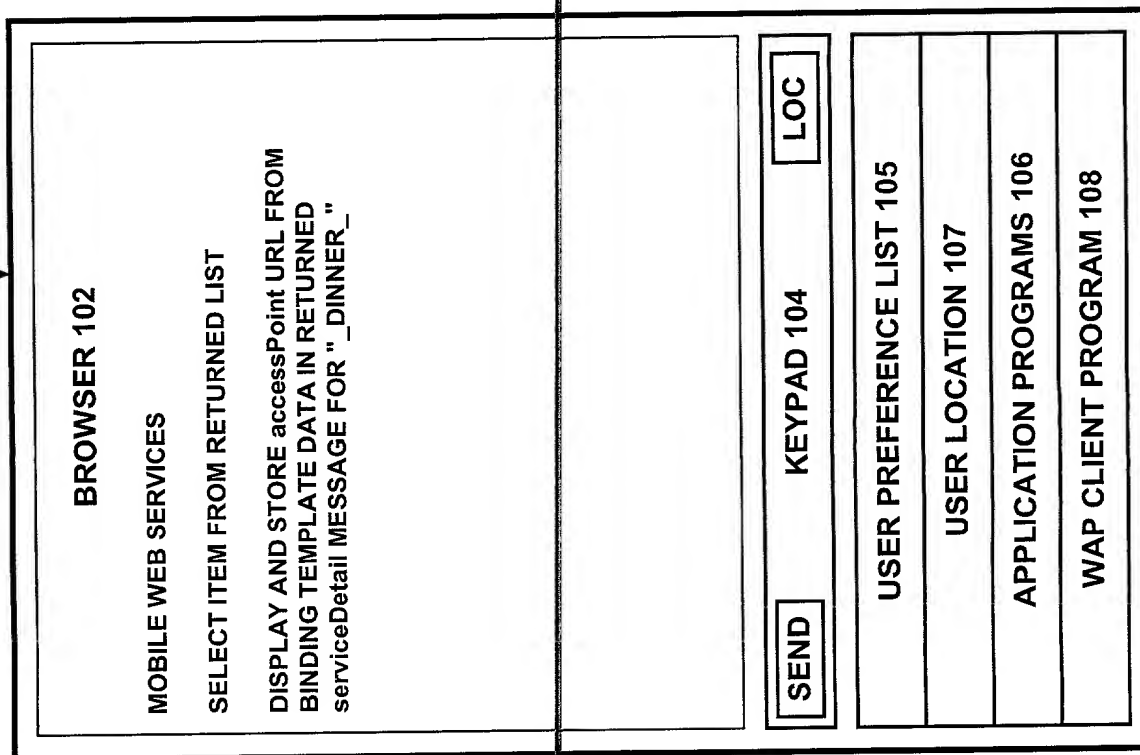 BROWSER 102
MOBILE WEB SERVICES
SELECT ITEM FROM RETURNED LIST
DISPLAY AND STORE accessPoint URL FROM
BINDING TEMPLATE DATA IN RETURNED
serviceDetail MESSAGE FOR "_DINNER_"
SEND KEYPAD 104 LOC
USER PREFERENCE LIST 105
USER LOCATION 107
APPLICATION PROGRAMS 106
WAP CLIENT PROGRAM 108